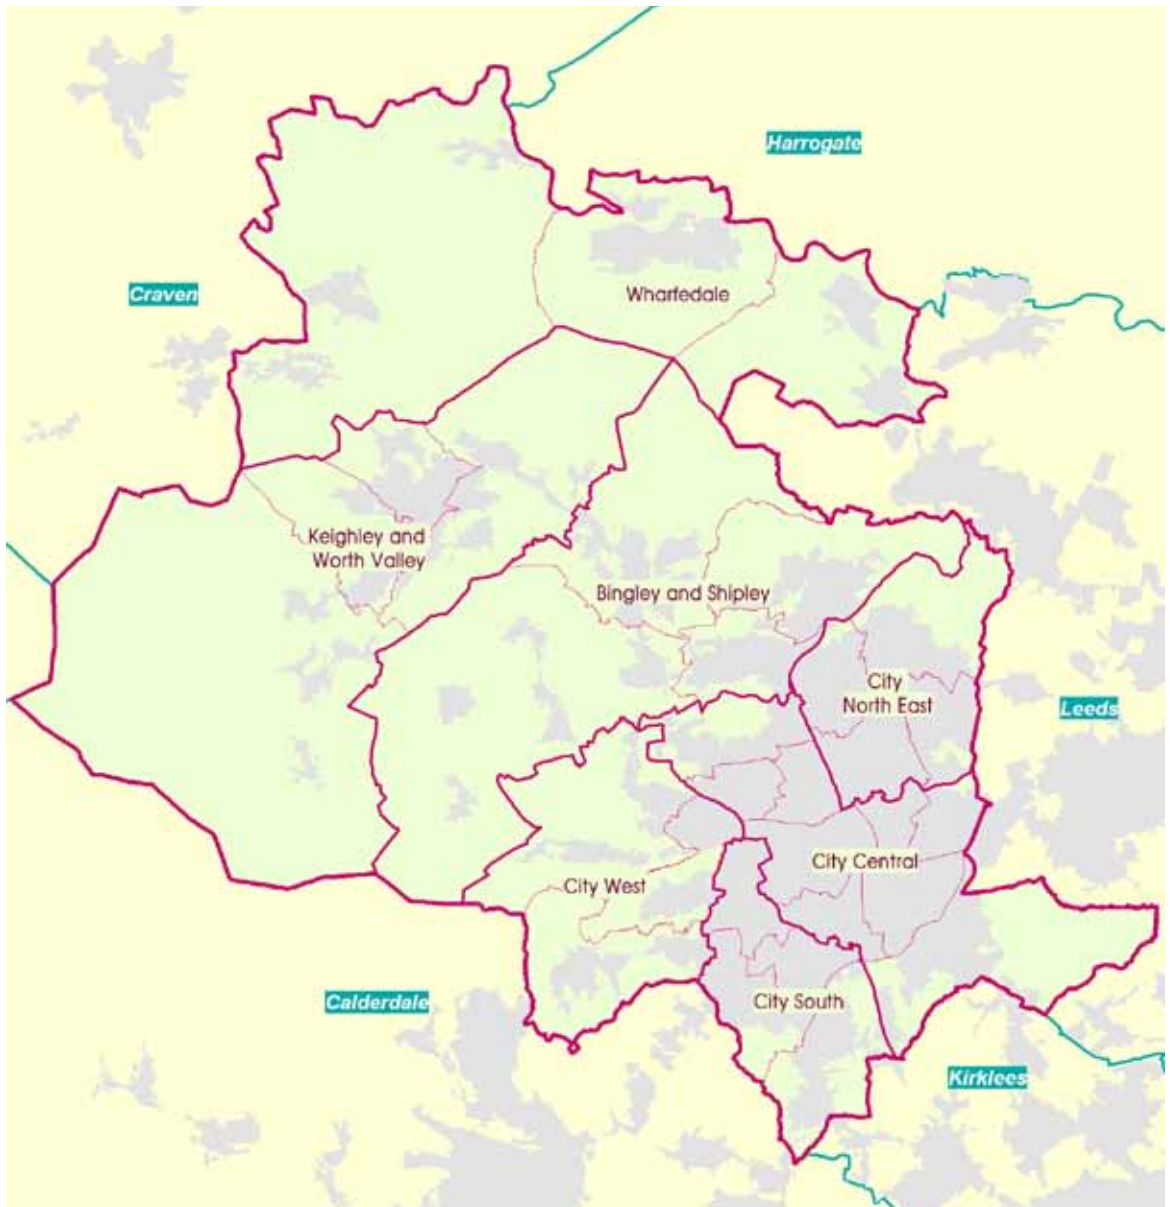 Harrogate
Craven
Wharfedale
Keighley and
Worth Valley
Bingley and Shipley
City
North East
Leeds
City Central
City West
City South
Calderdale
Kirklees